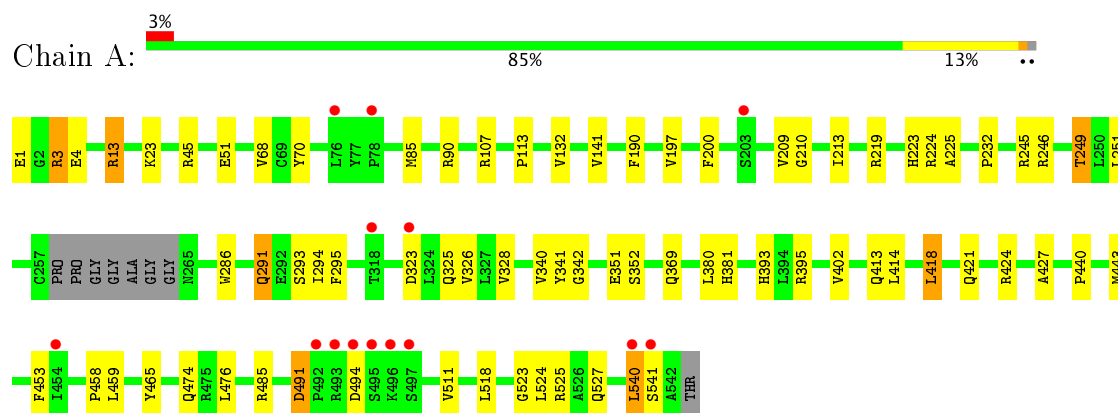 3%
Chain A:
85% 13% ••
E1 G2 R3 E4 R13 K23 R45 E51 V68 C69 Y70 L76 Y77 P78 M85 R90 R107 P113 V132 V141 F190 V197 F200 S203 V209 G210 I213 R219 H223 R224 A225 P232 R245 R246 T249 L250 L251
C257 PRO PRO GLY GLY ALA GLY GLY N265 W286 Q291 E292 S293 I294 F295 T318 D323 L324 Q325 V326 L327 V328 V340 Y341 G342 E351 S352 Q369 L380 H381 H393 L394 R395 V402 Q413 L414 L418 Q421 R424 A427 P440 M443
F453 I454 P458 L459 Y465 Q474 R475 L476 R485 D491 P492 R493 D494 S495 K496 S497 V511 L518 G523 L524 R525 A526 Q527 L540 S541 A542 THR